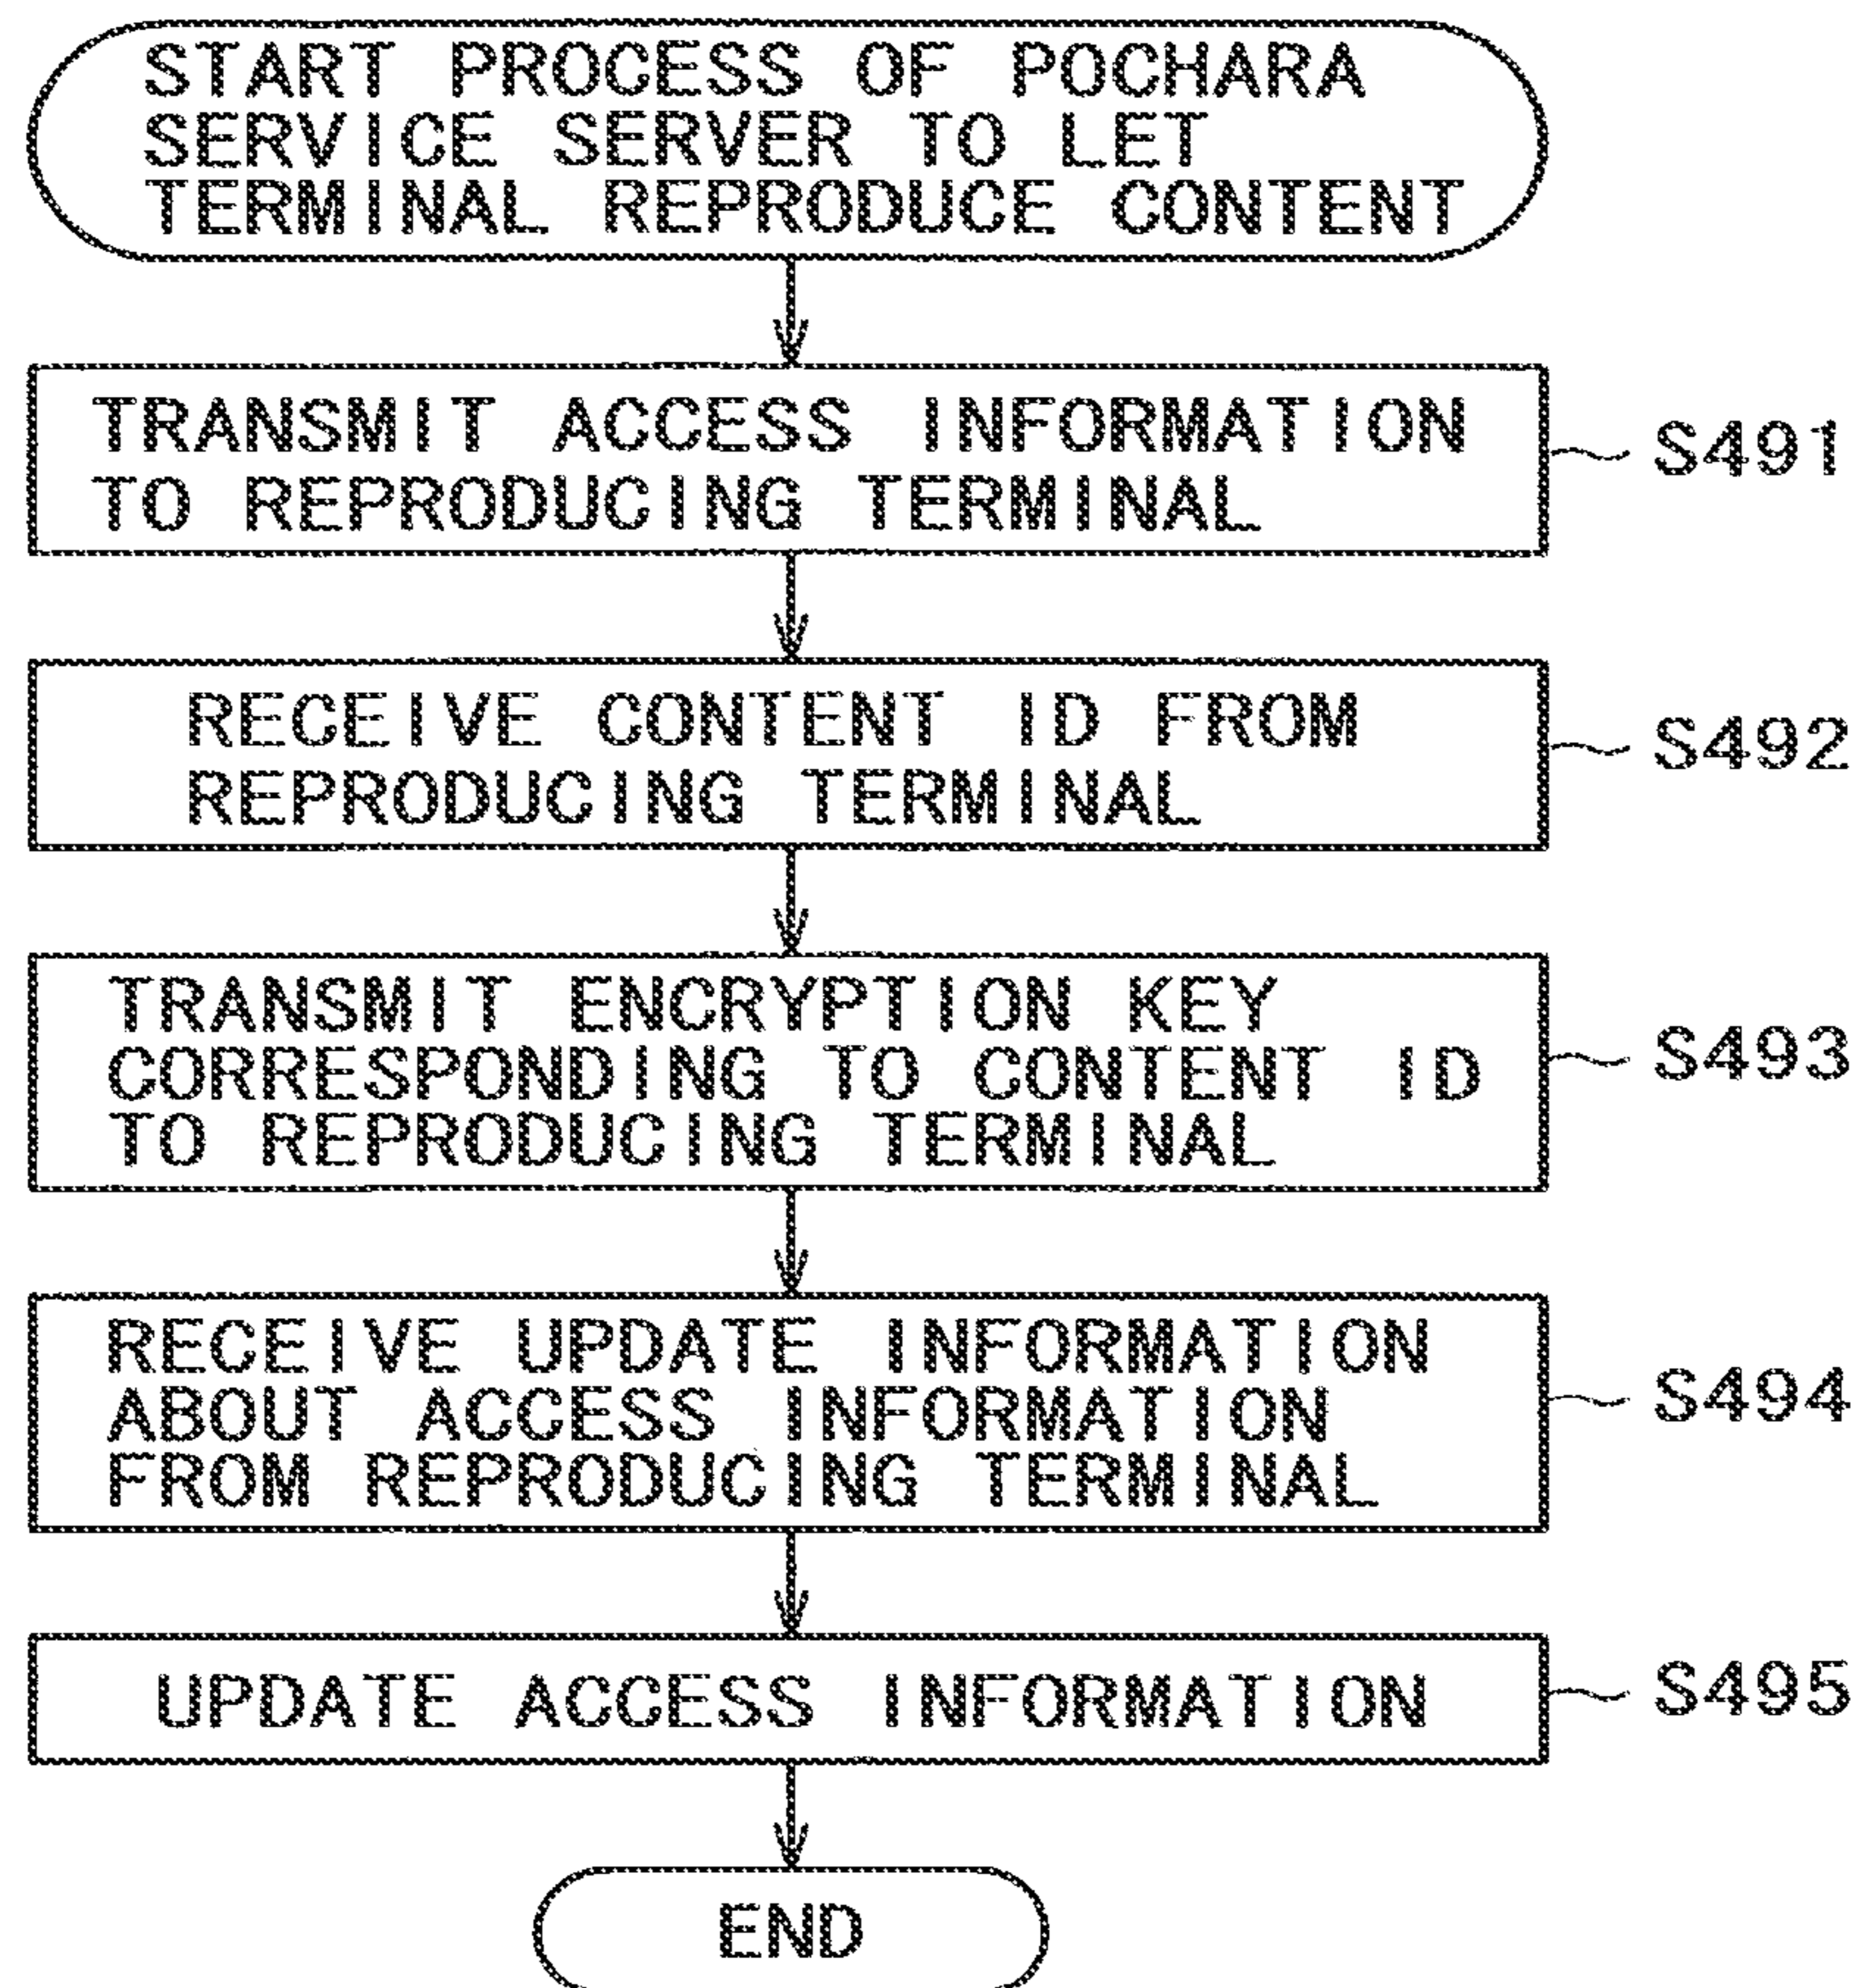 START PROCESS OF POCHARA
SERVICE SERVER TO LET
TERMINAL REPRODUCE CONTENT
TRANSMIT ACCESS INFORMATION
TO REPRODUCING TERMINAL
S491
RECEIVE CONTENT ID FROM
REPRODUCING TERMINAL
S492
TRANSMIT ENCRYPTION KEY
CORRESPONDING TO CONTENT ID
TO REPRODUCING TERMINAL
S493
RECEIVE UPDATE INFORMATION
ABOUT ACCESS INFORMATION
FROM REPRODUCING TERMINAL
S494
UPDATE ACCESS INFORMATION
S495
END